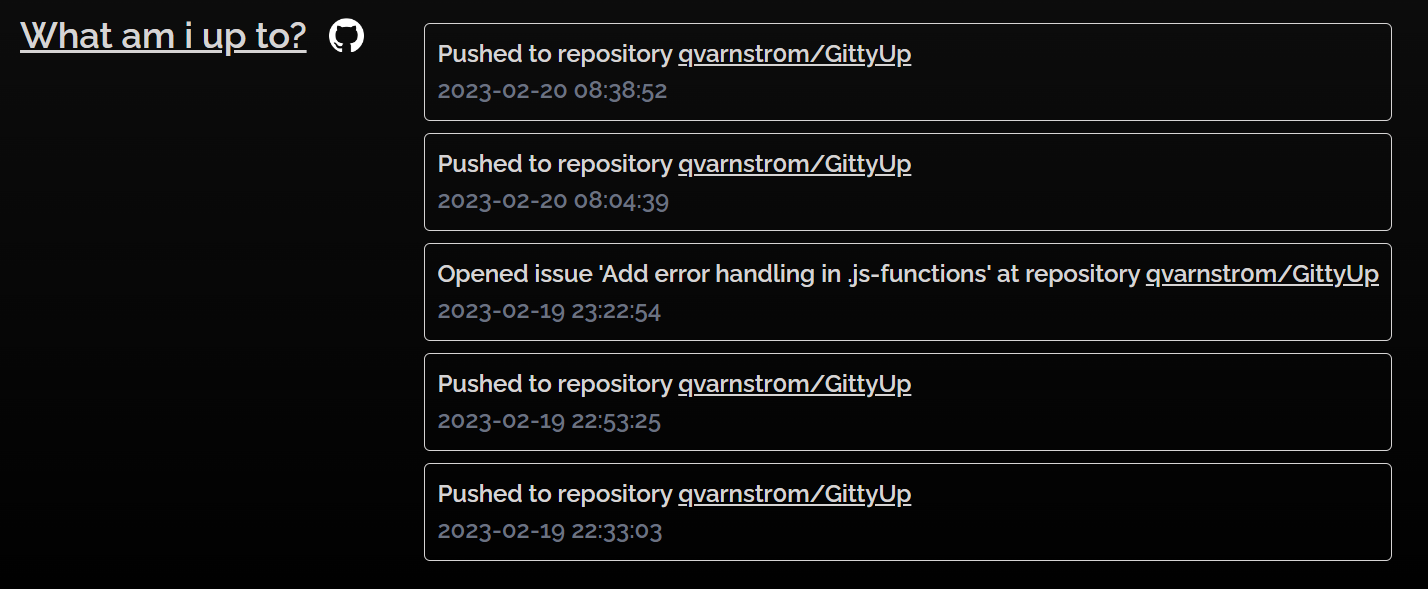 What am i up to?
Pushed to repository qvarnstr0m/GittyUp
2023-02-20 08:38:52
Pushed to repository qvarnstr0m/GittyUp
2023-02-20 08:04:39
Opened issue 'Add error handling in .js-functions' at repository qvarnstr0m/GittyUp
2023-02-19 23:22:54
Pushed to repository qvarnstr0m/GittyUp
2023-02-19 22:53:25
Pushed to repository qvarnstr0m/GittyUp
2023-02-19 22:33:03